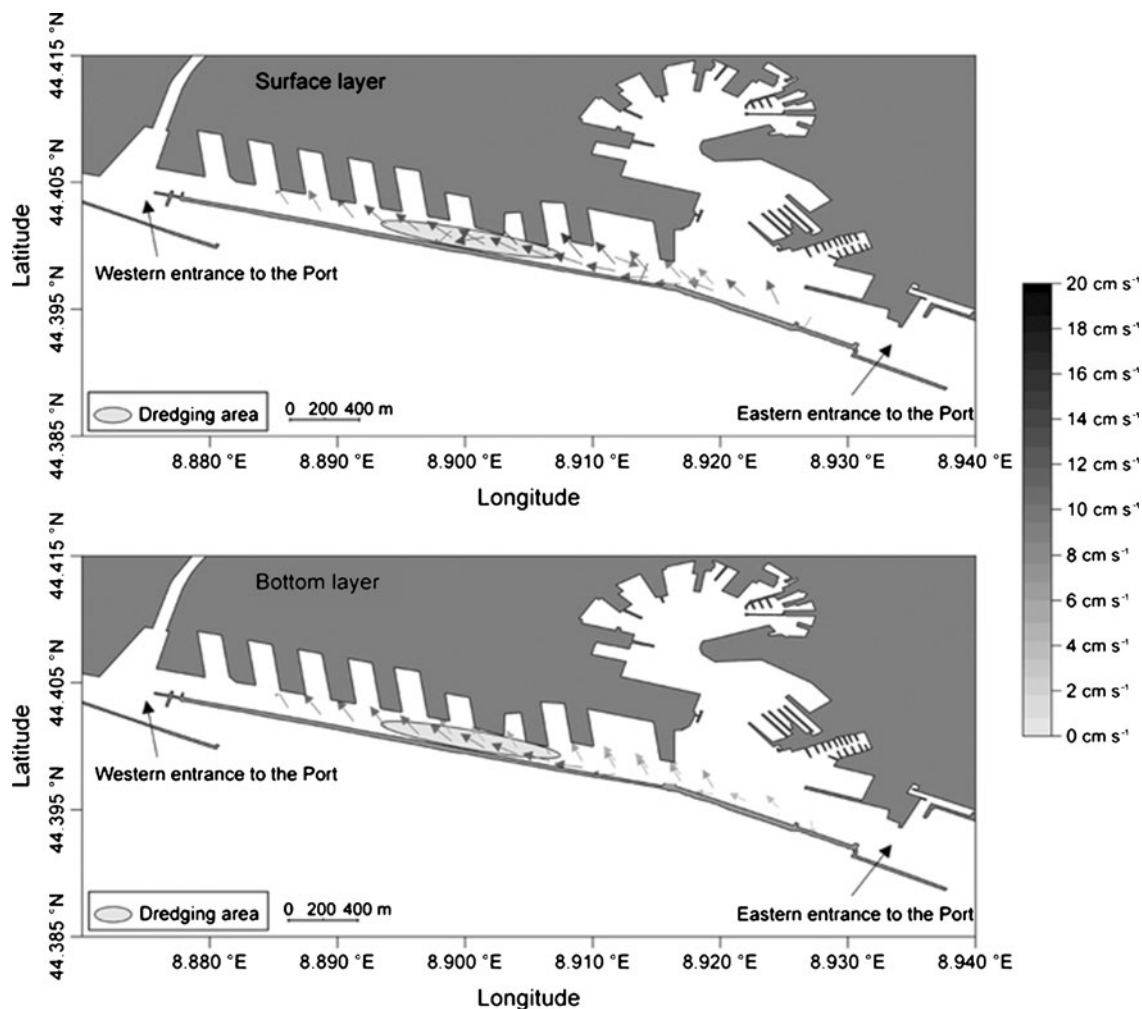 44.415 °N
44.405 °N
44.395 °N
44.385 °N
Latitude
Surface layer
Western entrance to the Port
Eastern entrance to the Port
Dredging area
0 200 400 m
8.880 °E
8.890 °E
8.900 °E
8.910 °E
8.920 °E
8.930 °E
8.940 °E
Longitude
20 cm s⁻¹
18 cm s⁻¹
16 cm s⁻¹
14 cm s⁻¹
12 cm s⁻¹
10 cm s⁻¹
8 cm s⁻¹
6 cm s⁻¹
4 cm s⁻¹
2 cm s⁻¹
0 cm s⁻¹
44.415 °N
44.405 °N
44.395 °N
44.385 °N
Latitude
Bottom layer
Western entrance to the Port
Eastern entrance to the Port
Dredging area
0 200 400 m
8.880 °E
8.890 °E
8.900 °E
8.910 °E
8.920 °E
8.930 °E
8.940 °E
Longitude